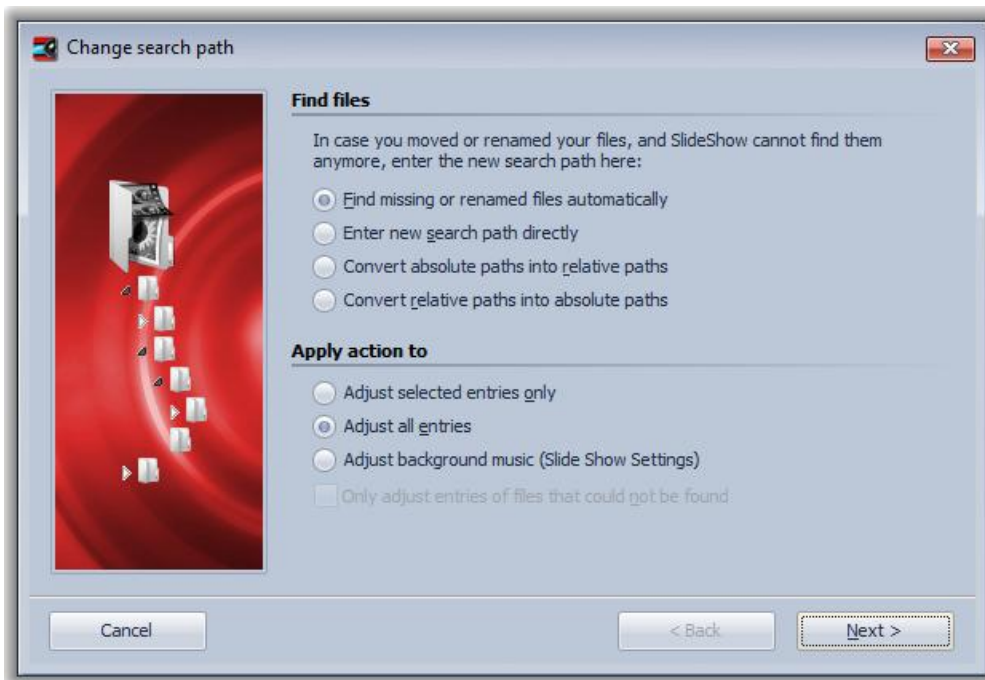 Change search path
Find files
In case you moved or renamed your files, and SlideShow cannot find them
anymore, enter the new search path here:
Find missing or renamed files automatically
Enter new search path directly
Convert absolute paths into relative paths
Convert relative paths into absolute paths
Apply action to
Adjust selected entries only
Adjust all entries
Adjust background music (Slide Show Settings)
Only adjust entries of files that could not be found
Cancel
< Back
Next >